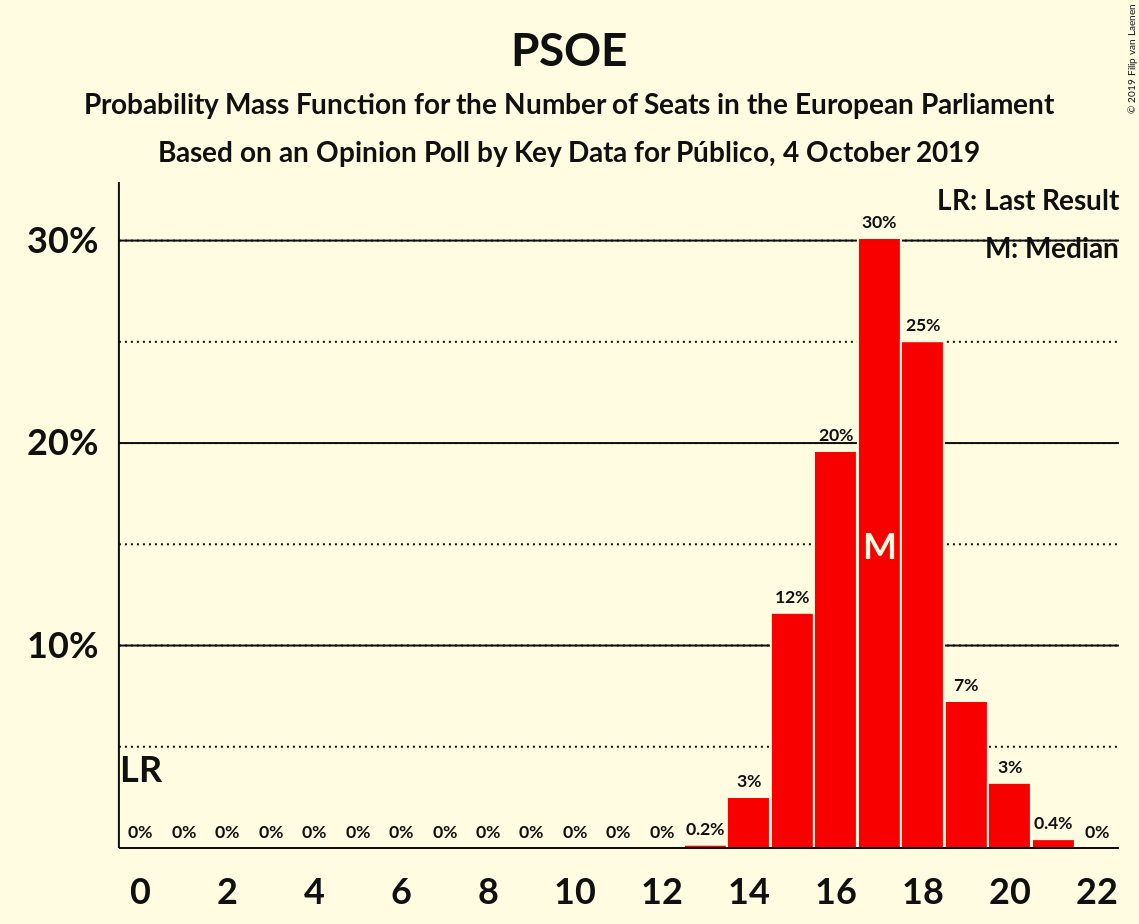 PSOE
Probability Mass Function for the Number of Seats in the European Parliament
Based on an Opinion Poll by Key Data for Público, 4 October 2019
© 2019 Filip van Laenen
LR: Last Result
M: Median
30%
20%
10%
30%
25%
20%
M
12%
7%
LR
3%
3%
0% 0% 0% 0% 0% 0% 0% 0% 0% 0% 0% 0% 0% 0.2% 0.4% 0%
0 2 4 6 8 10 12 14 16 18 20 22